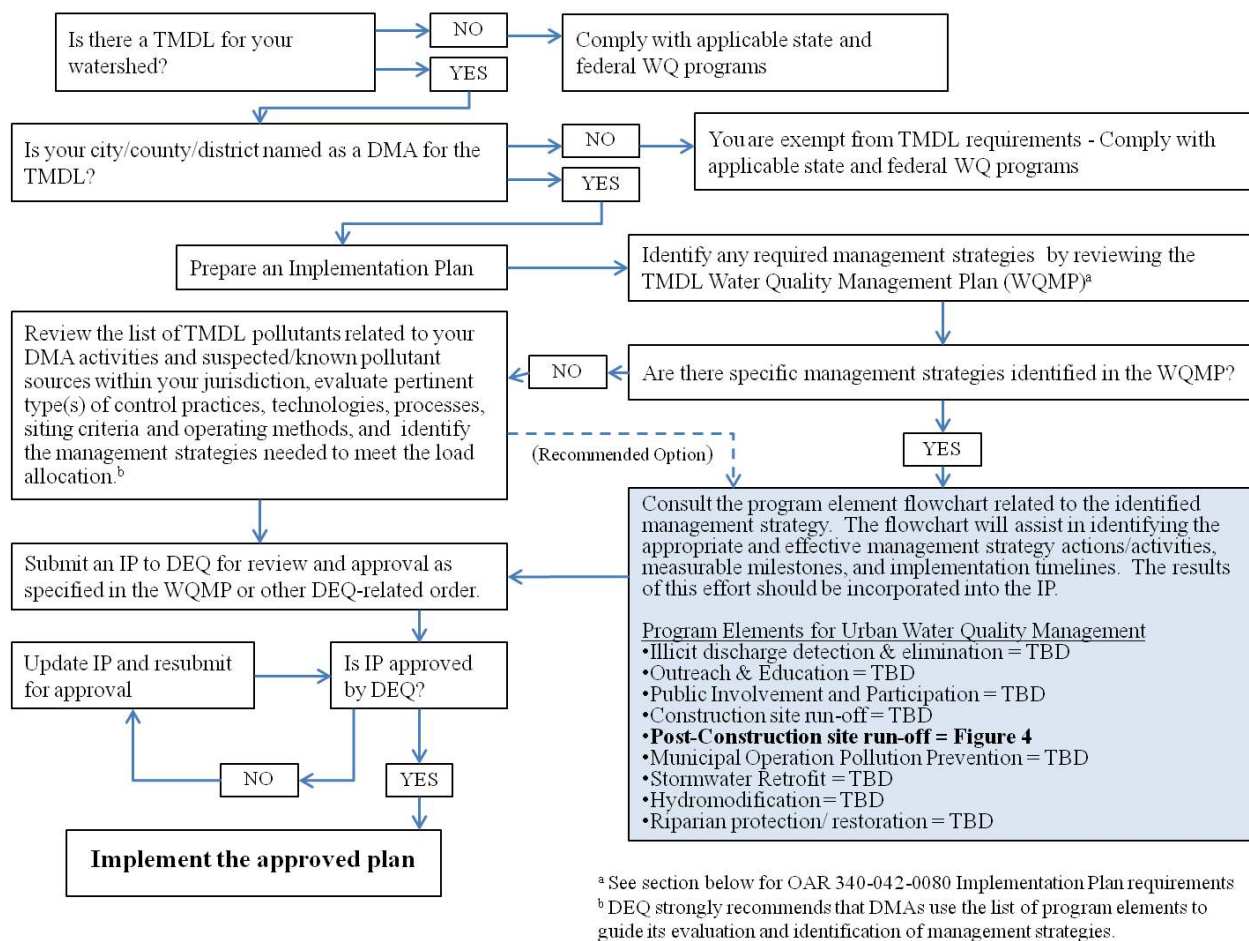 Is there a TMDL for your
watershed?
NO
YES
Comply with applicable state and
federal WQ programs
Is your city/county/district named as a DMA for the
TMDL?
NO
YES
You are exempt from TMDL requirements - Comply with
applicable state and federal WQ programs
Prepare an Implementation Plan
Identify any required management strategies by reviewing the
TMDL Water Quality Management Plan (WQMP)ᵃ
Are there specific management strategies identified in the WQMP?
NO
YES
Review the list of TMDL pollutants related to your
DMA activities and suspected/known pollutant
sources within your jurisdiction, evaluate pertinent
type(s) of control practices, technologies, processes,
siting criteria and operating methods, and identify
the management strategies needed to meet the load
allocation.ᵇ
(Recommended Option)
Consult the program element flowchart related to the identified
management strategy. The flowchart will assist in identifying the
appropriate and effective management strategy actions/activities,
measurable milestones, and implementation timelines. The results
of this effort should be incorporated into the IP.
Program Elements for Urban Water Quality Management
•Illicit discharge detection & elimination = TBD
•Outreach & Education = TBD
•Public Involvement and Participation = TBD
•Construction site run-off = TBD
•Post-Construction site run-off = Figure 4
•Municipal Operation Pollution Prevention = TBD
•Stormwater Retrofit = TBD
•Hydromodification = TBD
•Riparian protection/ restoration = TBD
Submit an IP to DEQ for review and approval as
specified in the WQMP or other DEQ-related order.
Update IP and resubmit
for approval
Is IP approved
by DEQ?
NO
YES
Implement the approved plan
ᵃ See section below for OAR 340-042-0080 Implementation Plan requirements
ᵇ DEQ strongly recommends that DMAs use the list of program elements to
guide its evaluation and identification of management strategies.